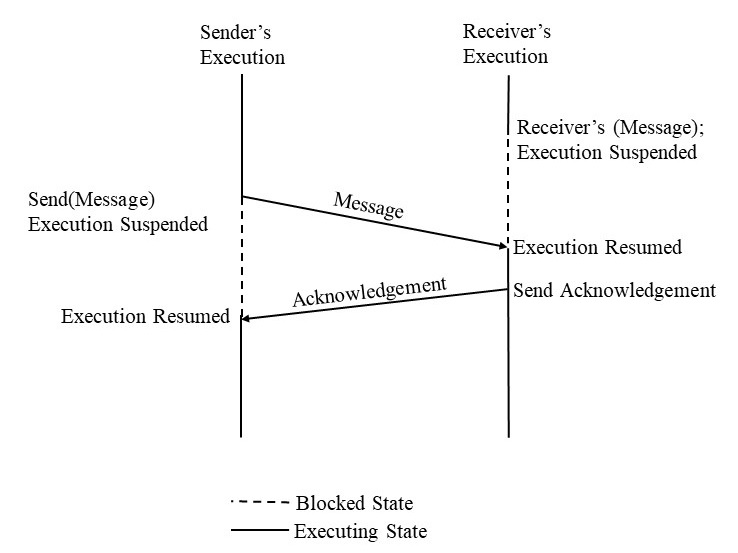 Sender’s
Execution
Receiver’s
Execution
Receiver’s (Message);
Execution Suspended
Send(Message)
Execution Suspended
Message
Execution Resumed
Acknowledgement
Send Acknowledgement
Execution Resumed
Blocked State
Executing State